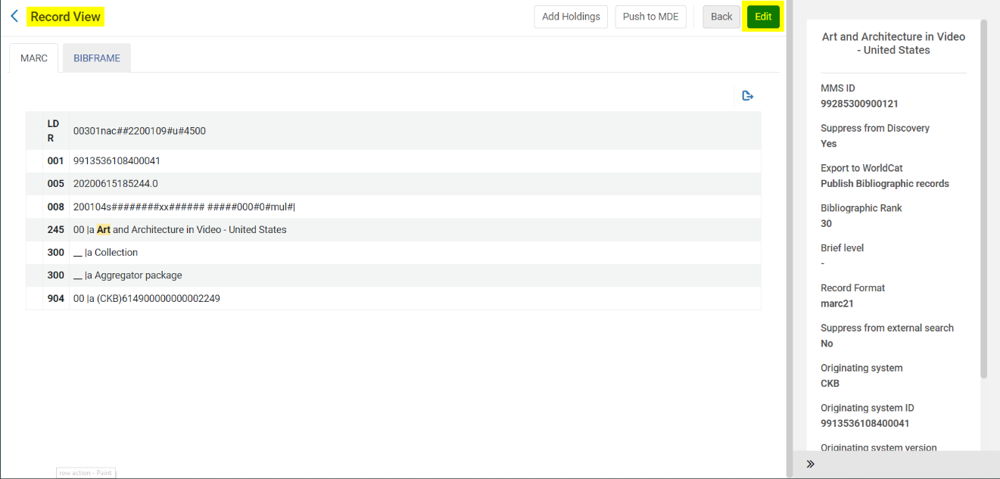 Record View
Add Holdings
Push to MDE
Back
Edit
MARC
BIBFRAME
LD
R
00301nac##2200109#u#4500
001 9913536108400041
005 20200615185244.0
008 200104s########xx###### #####000#0#mul#|
245 00 |a Art and Architecture in Video - United States
300 __ |a Collection
300 __ |a Aggregator package
904 00 |a (CKB)614900000000002249
row action - Paint
Art and Architecture in Video
- United States
MMS ID
99285300900121
Suppress from Discovery
Yes
Export to WorldCat
Publish Bibliographic records
Bibliographic Rank
30
Brief level
-
Record Format
marc21
Suppress from external search
No
Originating system
CKB
Originating system ID
9913536108400041
Originating system version